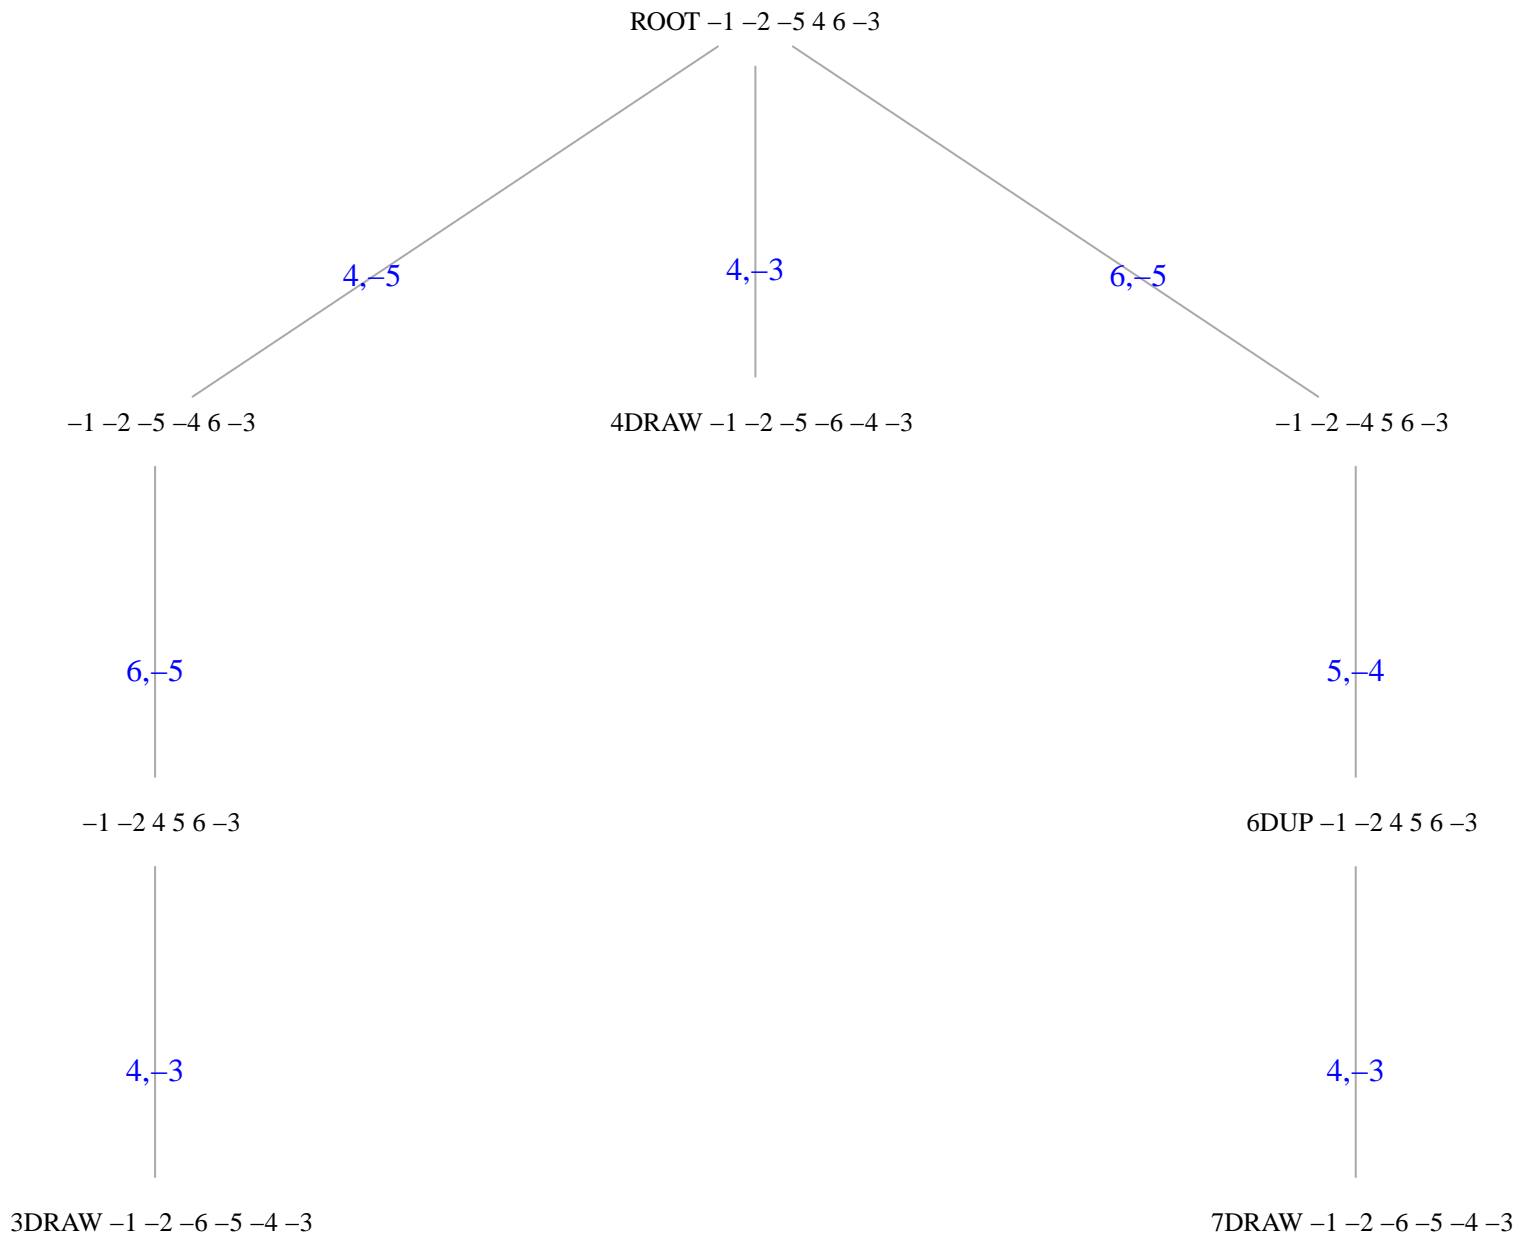 ROOT –1 –2 –5 4 6 –3
4,–5
4,–3
6,–5
–1 –2 –5 –4 6 –3
4DRAW –1 –2 –5 –6 –4 –3
–1 –2 –4 5 6 –3
6,–5
5,–4
–1 –2 4 5 6 –3
6DUP –1 –2 4 5 6 –3
4,–3
4,–3
3DRAW –1 –2 –6 –5 –4 –3
7DRAW –1 –2 –6 –5 –4 –3